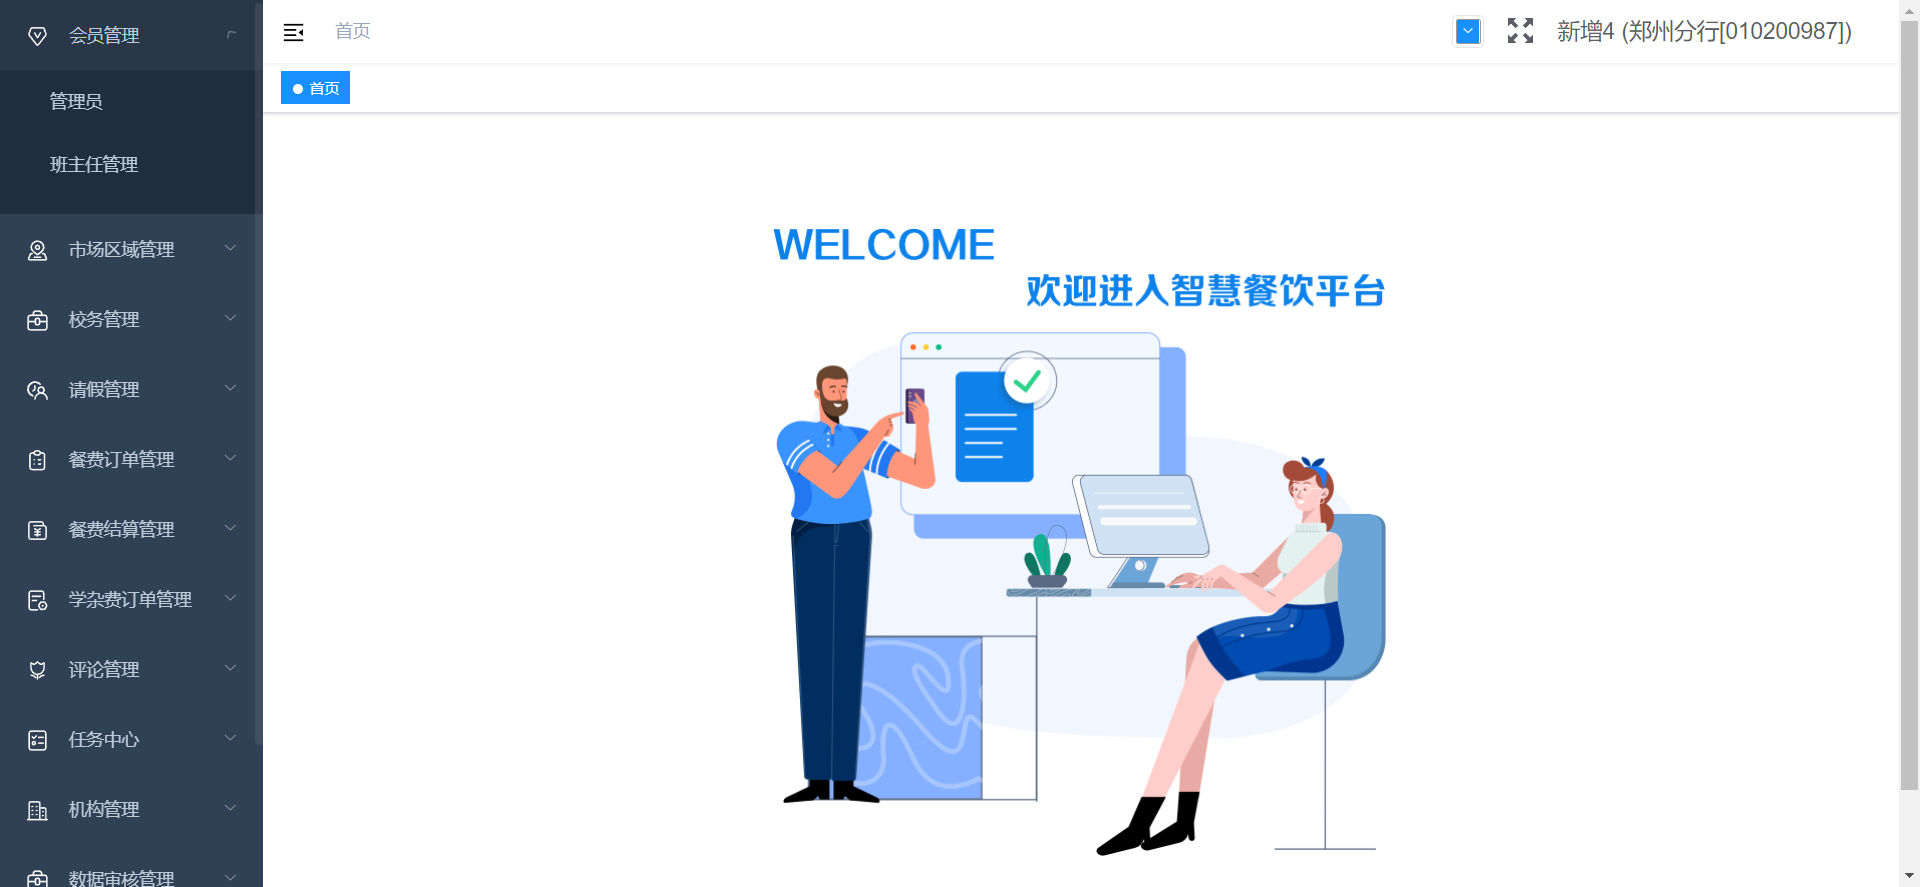 会员管理
管理员
班主任管理
市场区域管理
校务管理
请假管理
餐费订单管理
餐费结算管理
学杂费订单管理
评论管理
任务中心
机构管理
数据审核管理
首页
新增4 (郑州分行[010200987])
首页
WELCOME
欢迎进入智慧餐饮平台